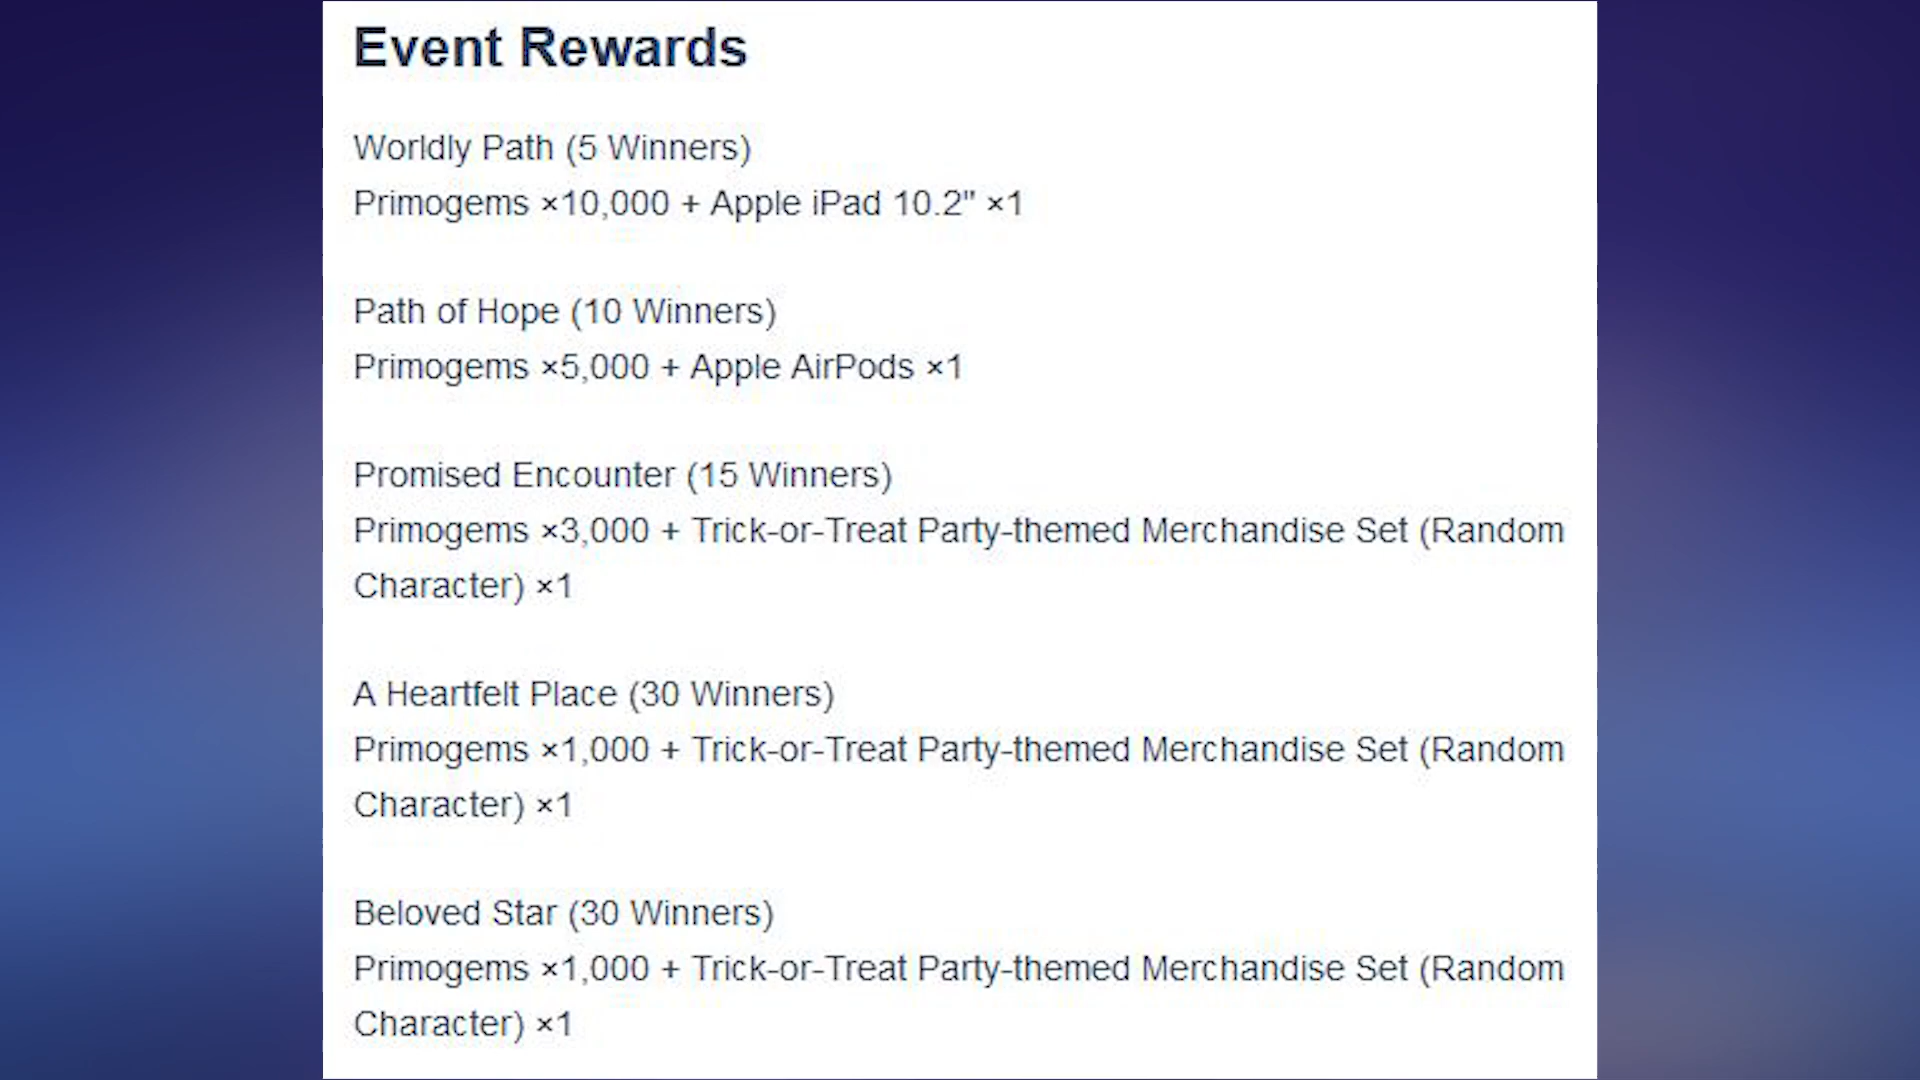 Event Rewards
Worldly Path (5 Winners)
Primogems ×10,000 + Apple iPad 10.2" ×1
Path of Hope (10 Winners)
Primogems ×5,000 + Apple AirPods ×1
Promised Encounter (15 Winners)
Primogems ×3,000 + Trick-or-Treat Party-themed Merchandise Set (Random
Character) ×1
A Heartfelt Place (30 Winners)
Primogems ×1,000 + Trick-or-Treat Party-themed Merchandise Set (Random
Character) ×1
Beloved Star (30 Winners)
Primogems ×1,000 + Trick-or-Treat Party-themed Merchandise Set (Random
Character) ×1